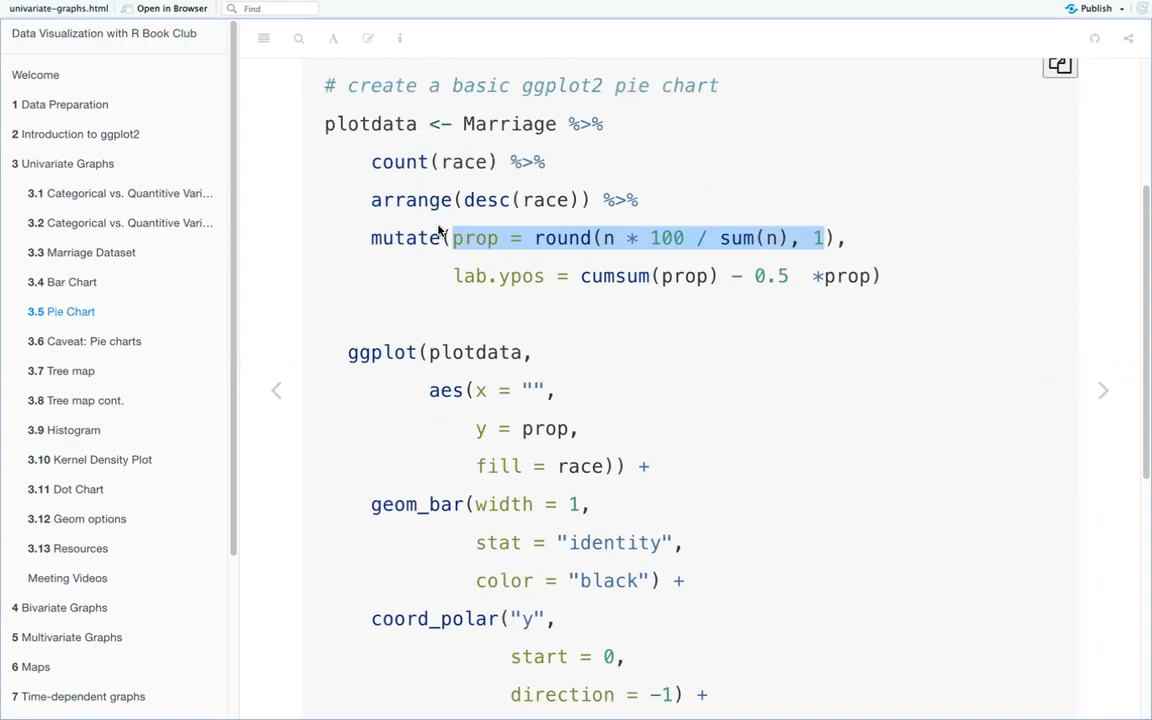 univariate-graphs.html Open in Browser Find Publish
Data Visualization with R Book Club
Welcome
1 Data Preparation
2 Introduction to ggplot2
3 Univariate Graphs
3.1 Categorical vs. Quantitative Vari...
3.2 Categorical vs. Quantitative Vari...
3.3 Marriage Dataset
3.4 Bar Chart
3.5 Pie Chart
3.6 Caveat: Pie charts
3.7 Tree map
3.8 Tree map cont.
3.9 Histogram
3.10 Kernel Density Plot
3.11 Dot Chart
3.12 Geom options
3.13 Resources
Meeting Videos
4 Bivariate Graphs
5 Multivariate Graphs
6 Maps
7 Time-dependent graphs
# create a basic ggplot2 pie chart
plotdata <- Marriage %>%
count(race) %>%
arrange(desc(race)) %>%
mutate(prop = round(n * 100 / sum(n), 1),
lab.ypos = cumsum(prop) - 0.5  *prop)
ggplot(plotdata,
aes(x = "",
y = prop,
fill = race)) +
geom_bar(width = 1,
stat = "identity",
color = "black") +
coord_polar("y",
start = 0,
direction = -1) +